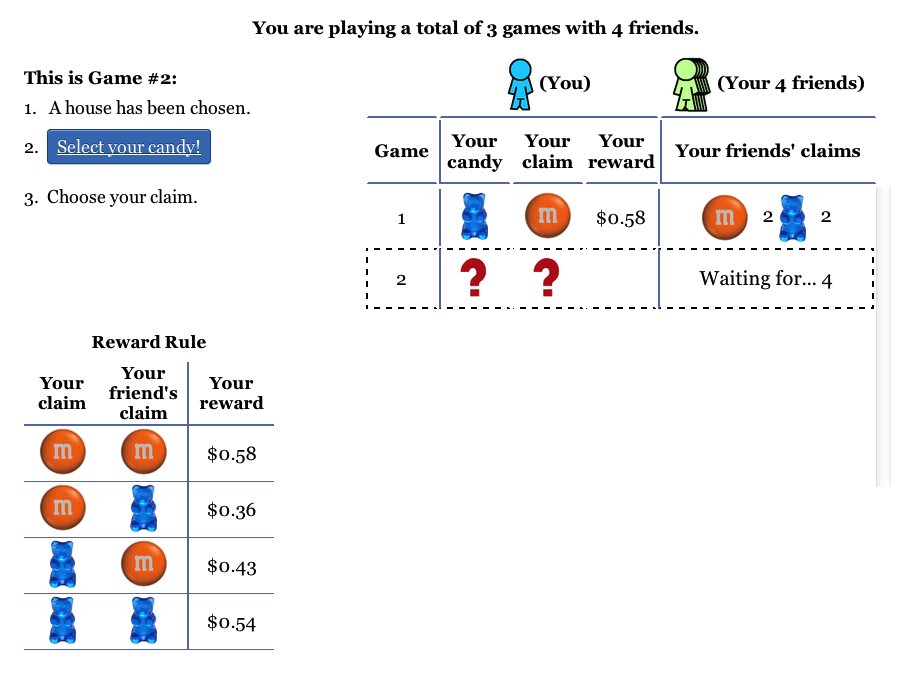 You are playing a total of 3 games with 4 friends.
This is Game #2:
1. A house has been chosen.
2. Select your candy!
3. Choose your claim.
(You) (Your 4 friends)
Game Your candy Your claim Your reward Your friends' claims
1 m $0.58 m 2 2
2 ? ? Waiting for... 4
Reward Rule
Your claim Your friend's claim Your reward
m m $0.58
m $0.36
m $0.43
$0.54